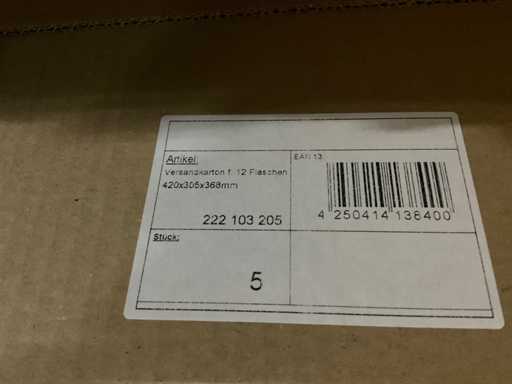 Artikel:
Versandkarton f. 12 Flaschen
420x305x368mm
222 103 205
EAN 13:
4 250414 136400
Stück:
5